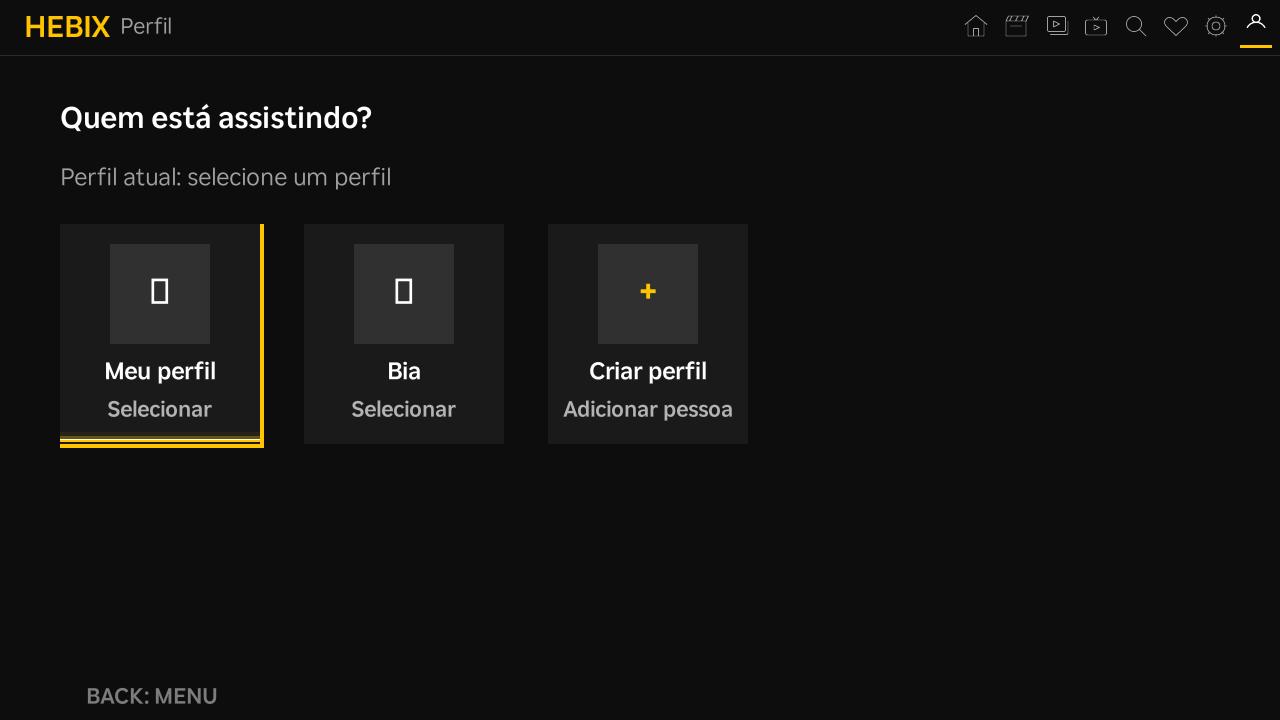 HEBIX Perfil
Quem está assistindo?
Perfil atual: selecione um perfil
Meu perfil
Selecionar
Bia
Selecionar
+
Criar perfil
Adicionar pessoa
BACK: MENU